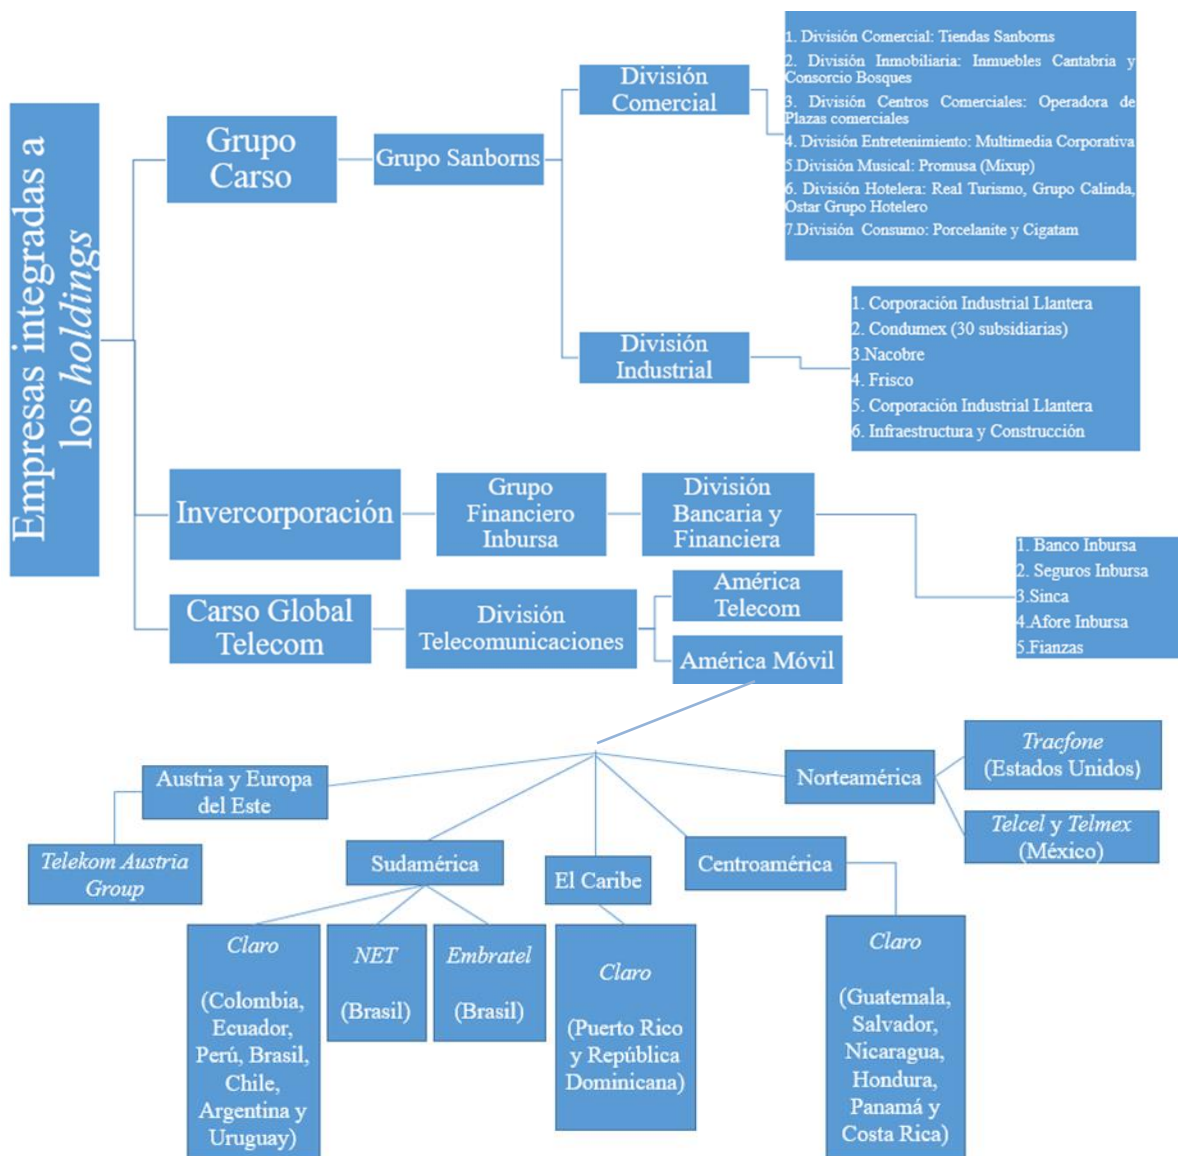 Empresas integradas a
los holdings
Grupo
Carso
Grupo Sanborns
División
Comercial
1. División Comercial: Tiendas Sanborns
2. División Inmobiliaria: Inmuebles Cantabria y
Consorcio Bosques
3. División Centros Comerciales: Operadora de
Plazas comerciales
4. División Entretenimiento: Multimedia Corporativa
5.División Musical: Promusa (Mixup)
6. División Hotelera: Real Turismo, Grupo Calinda,
Ostar Grupo Hotelero
7.División Consumo: Porcelanite y Cigatam
División
Industrial
1. Corporación Industrial Llantera
2. Condumex (30 subsidiarias)
3.Nacobre
4. Frisco
5. Corporación Industrial Llantera
6. Infraestructura y Construcción
Invercorporación
Grupo
Financiero
Inbursa
División
Bancaria y
Financiera
1. Banco Inbursa
2. Seguros Inbursa
3.Sinca
4.Afore Inbursa
5.Fianzas
Carso Global
Telecom
División
Telecomunicaciones
América
Telecom
América Móvil
Austria y Europa
del Este
Telekom Austria
Group
Sudamérica
Claro
(Colombia,
Ecuador,
Perú, Brasil,
Chile,
Argentina y
Uruguay)
NET
(Brasil)
Embratel
(Brasil)
El Caribe
Claro
(Puerto Rico
y República
Dominicana)
Centroamérica
Claro
(Guatemala,
Salvador,
Nicaragua,
Hondura,
Panamá y
Costa Rica)
Norteamérica
Tracfone
(Estados Unidos)
Telcel y Telmex
(México)